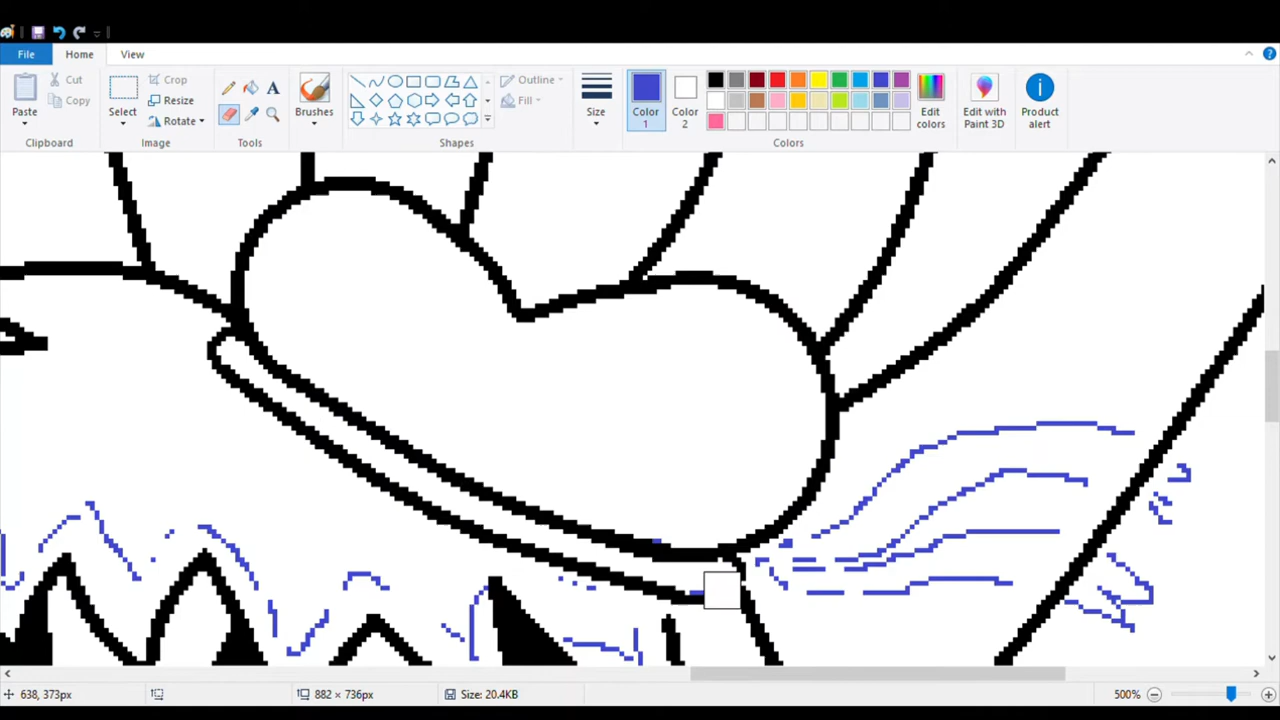 File Home View
Paste
Cut
Copy
Clipboard
Select
Crop
Resize
Rotate
Image
A
Tools
Brushes
Outline
Fill
Shapes
Size
Color 1
Color 2
Edit colors
Colors
Edit with Paint 3D
Product alert
638, 373px
882 × 736px
Size: 20.4KB
500%